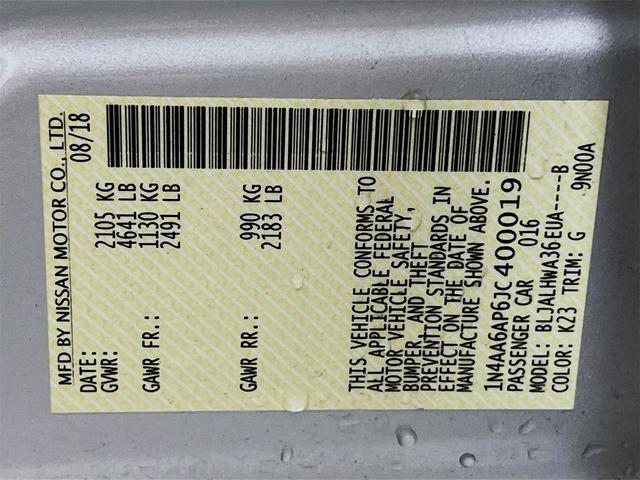 MFD BY NISSAN MOTOR CO., LTD.
DATE: 08/18
GVWR: 2105 KG
4641 LB
GAWR FR.: 1130 KG
2491 LB
GAWR RR.: 990 KG
2183 LB
THIS VEHICLE CONFORMS TO
ALL APPLICABLE FEDERAL
MOTOR VEHICLE SAFETY,
BUMPER, AND THEFT
PREVENTION STANDARDS IN
EFFECT ON THE DATE OF
MANUFACTURE SHOWN ABOVE.
1N4AA6AP6JC400019
PASSENGER CAR 016
MODEL: BLJALHWA36EUA-----B
COLOR: K23 TRIM: G 9N00A